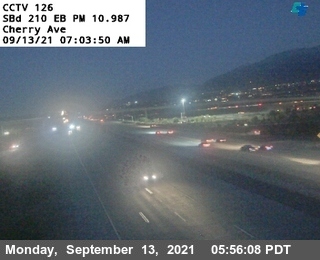 CCTV 126
SBd 210 EB PM 10.987
Cherry Ave
09/13/21 07:03:50 AM
Monday, September 13, 2021 05:56:08 PDT